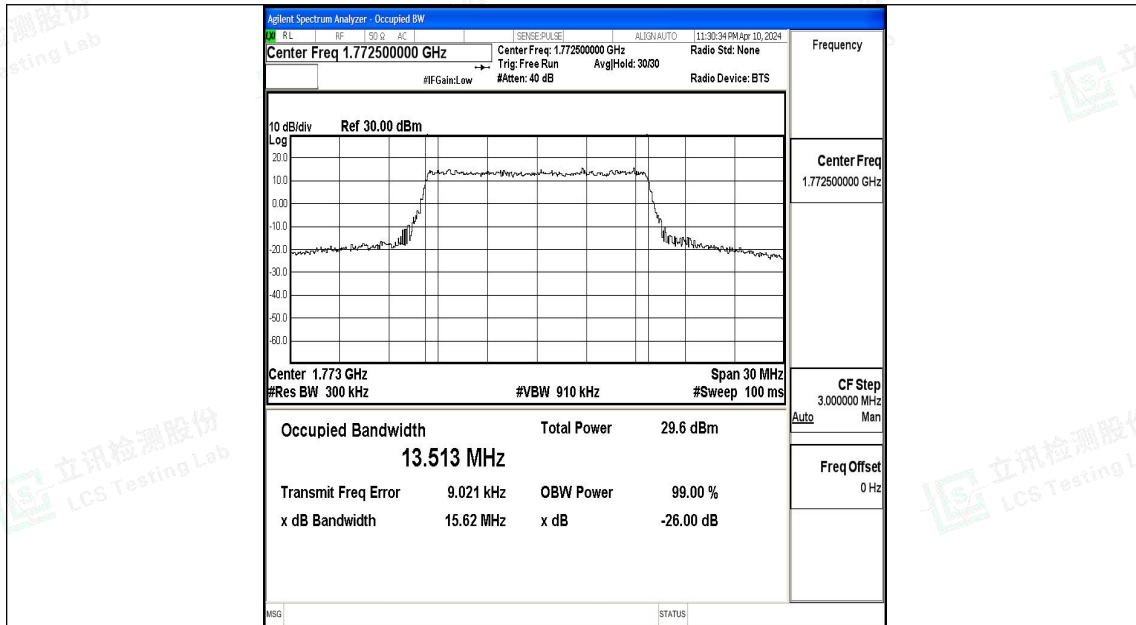 Agilent Spectrum Analyzer - Occupied BW
RL RF 50 Ω AC SENSE:PULSE ALIGNAUTO 11:30:34 PM Apr 10, 2024
Center Freq 1.772500000 GHz
Center Freq: 1.772500000 GHz Radio Std: None
Trig: Free Run Avg|Hold: 30/30
#IFGain:Low #Atten: 40 dB Radio Device: BTS
Frequency
10 dB/div Ref 30.00 dBm
Log
20.0
10.0
0.00
-10.0
-20.0
-30.0
-40.0
-50.0
-60.0
Center 1.773 GHz Span 30 MHz
#Res BW 300 kHz #VBW 910 kHz #Sweep 100 ms
Center Freq
1.772500000 GHz
CF Step
3.000000 MHz
Auto Man
Freq Offset
0 Hz
Occupied Bandwidth Total Power 29.6 dBm
13.513 MHz
Transmit Freq Error 9.021 kHz OBW Power 99.00 %
x dB Bandwidth 15.62 MHz x dB -26.00 dB
MSG STATUS
立讯检测股份
LCS Testing Lab
立讯检测股份
LCS Testing L